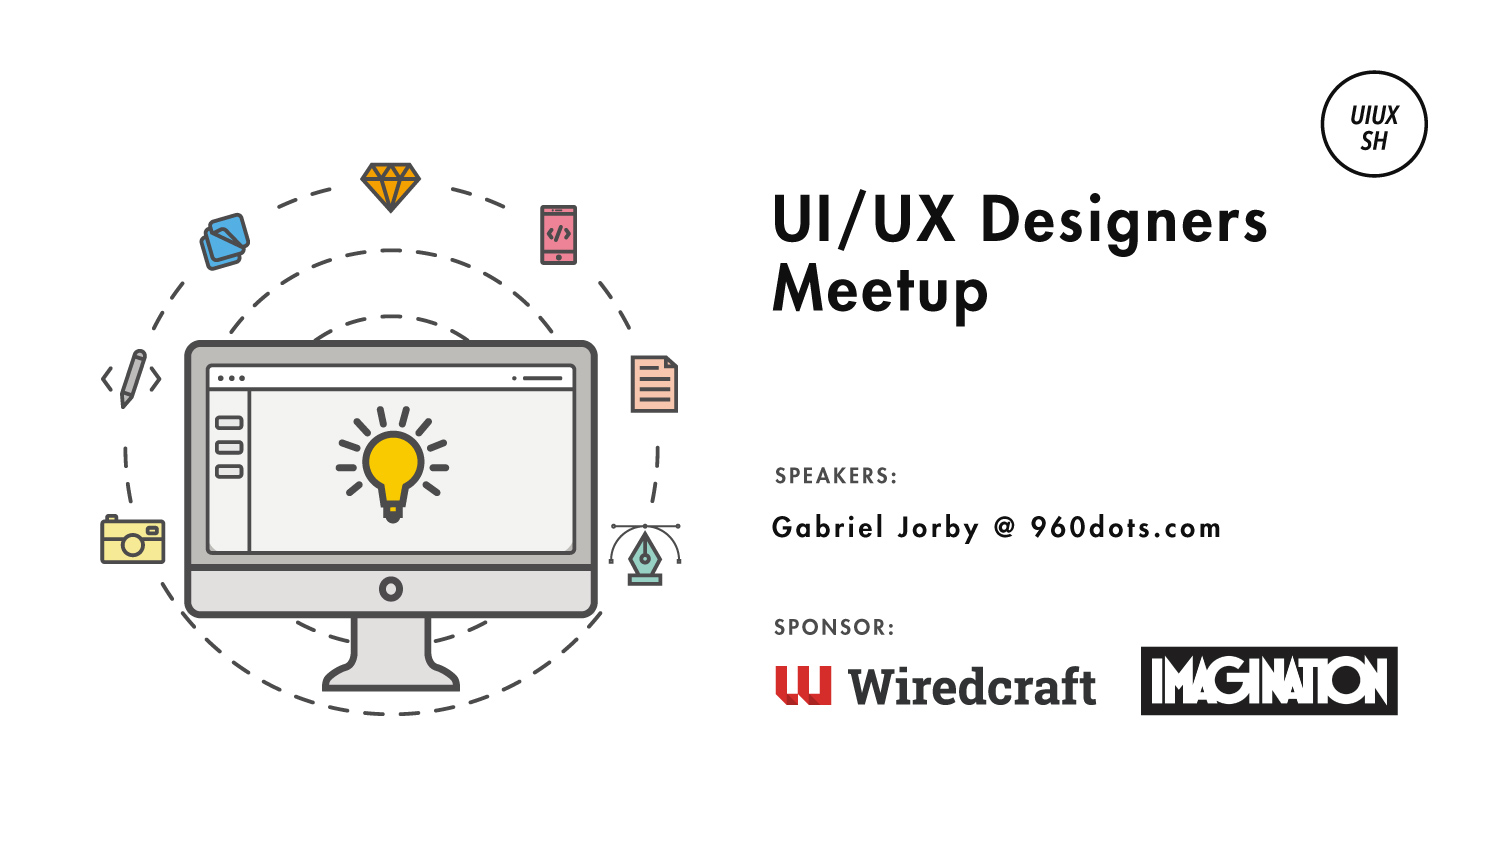 UIUX
SH
UI/UX Designers
Meetup
SPEAKERS:
Gabriel Jorby @ 960dots.com
SPONSOR:
Wiredcraft
IMAGINATION